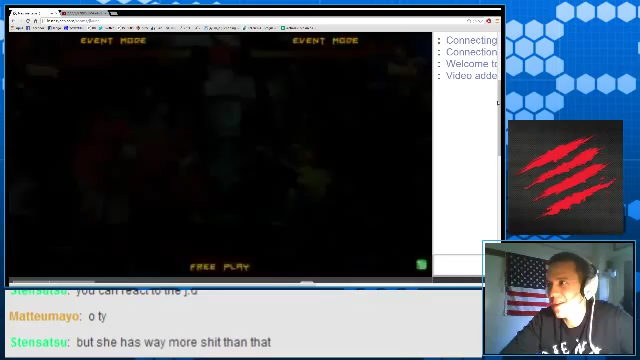 EVENT MODE EVENT MODE
: Connecting
: Connection
: Welcome to
: Video adde
FREE PLAY
Stensatsu: you can react to the j.d
Matteumayo: o ty
Stensatsu: but she has way more shit than that